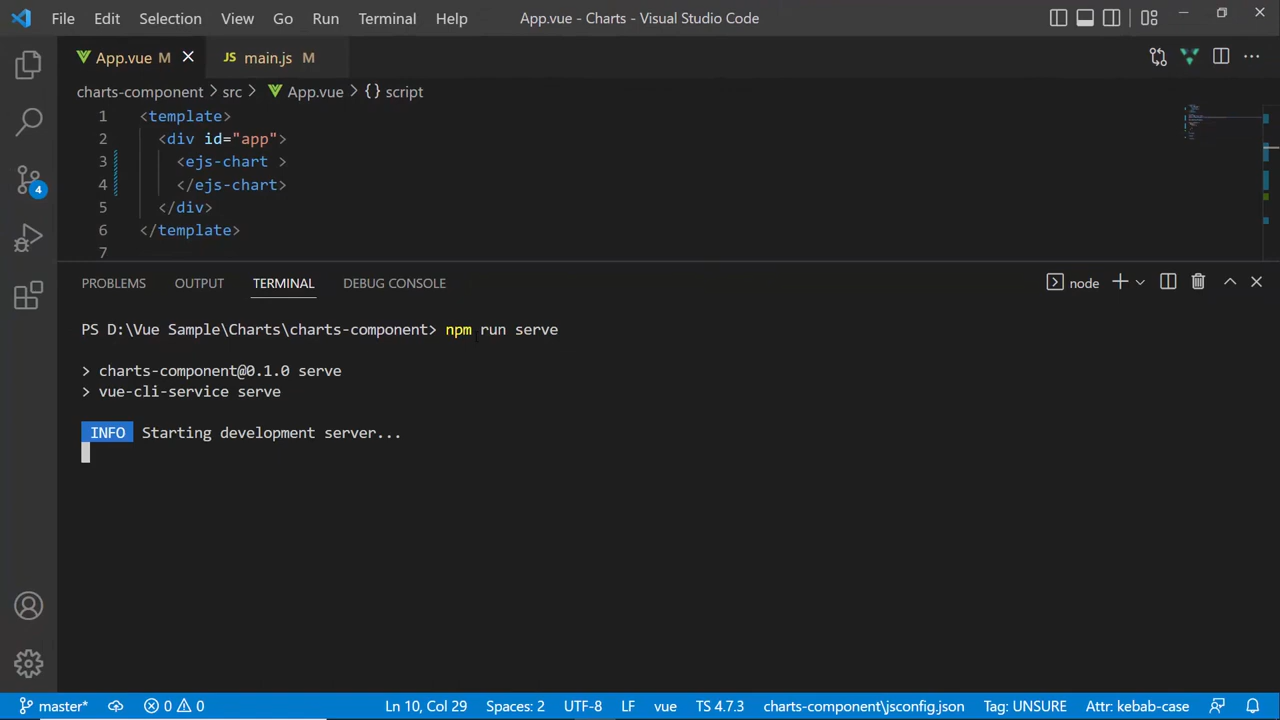 File Edit Selection View Go Run Terminal Help App.vue - Charts - Visual Studio Code
App.vue M JS main.js M
charts-component > src > App.vue > {} script
1 <template>
2 <div id="app">
3 <ejs-chart >
4 </ejs-chart>
5 </div>
6 </template>
7
4
PROBLEMS OUTPUT TERMINAL DEBUG CONSOLE node
PS D:\Vue Sample\Charts\charts-component> npm run serve
> charts-component@0.1.0 serve
> vue-cli-service serve
INFO Starting development server...
master* 0 0 Ln 10, Col 29 Spaces: 2 UTF-8 LF vue TS 4.7.3 charts-component\jsconfig.json Tag: UNSURE Attr: kebab-case